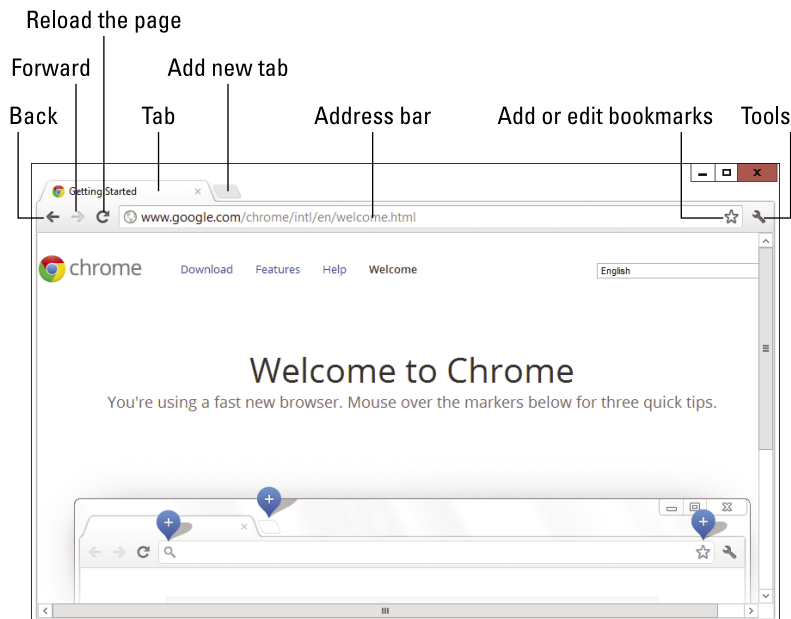 Reload the page
Forward
Add new tab
Back
Tab
Address bar
Add or edit bookmarks
Tools
x
Getting Started
www.google.com/chrome/intl/en/welcome.html
chrome
Download
Features
Help
Welcome
English
Welcome to Chrome
You're using a fast new browser. Mouse over the markers below for three quick tips.